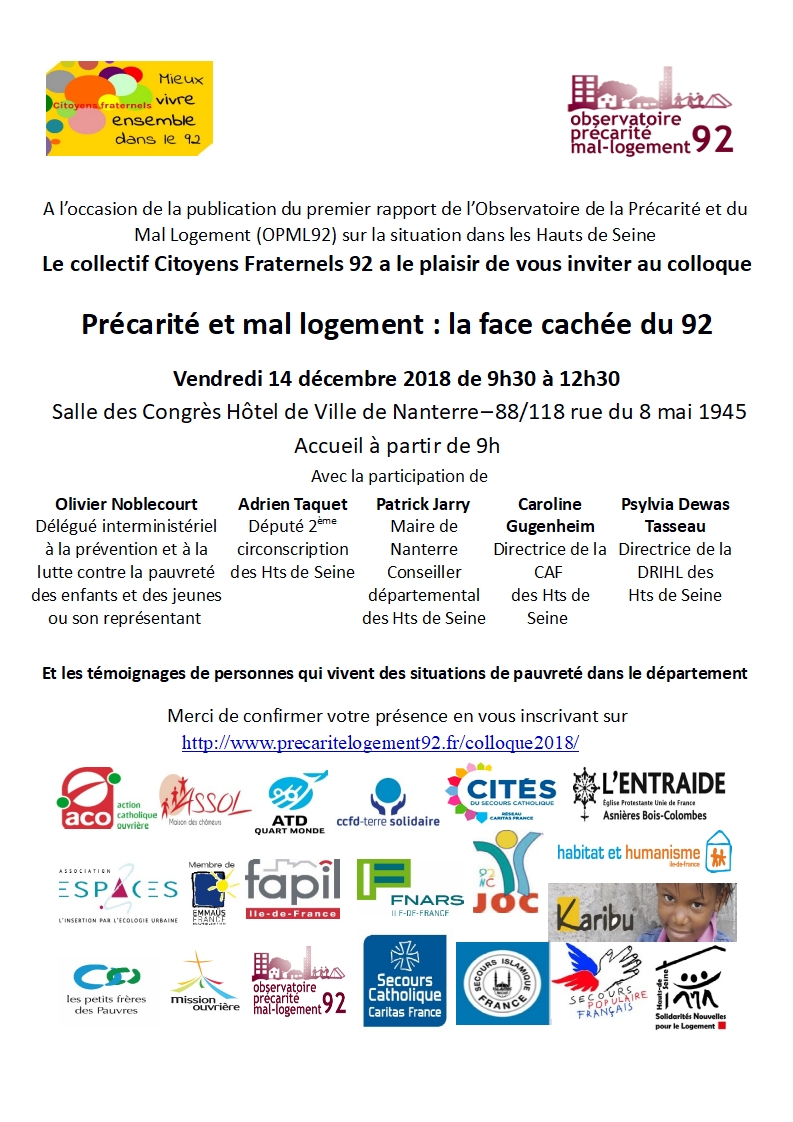 Citoyens fraternels
Mieux
vivre
ensemble
dans le 92
observatoire
précarité
mal-logement 92
A l'occasion de la publication du premier rapport de l'Observatoire de la Précarité et du
Mal Logement (OPML92) sur la situation dans les Hauts de Seine
Le collectif Citoyens Fraternels 92 a le plaisir de vous inviter au colloque
Précarité et mal logement : la face cachée du 92
Vendredi 14 décembre 2018 de 9h30 à 12h30
Salle des Congrès Hôtel de Ville de Nanterre – 88/118 rue du 8 mai 1945
Accueil à partir de 9h
Avec la participation de
Olivier Noblecourt
Délégué interministériel
à la prévention et à la
lutte contre la pauvreté
des enfants et des jeunes
ou son représentant
Adrien Taquet
Député 2ème
circonscription
des Hts de Seine
Patrick Jarry
Maire de
Nanterre
Conseiller
départemental
des Hts de Seine
Caroline
Gugenheim
Directrice de la
CAF
des Hts de
Seine
Psylvia Dewas
Tasseau
Directrice de la
DRIHL des
Hts de Seine
Et les témoignages de personnes qui vivent des situations de pauvreté dans le département
Merci de confirmer votre présence en vous inscrivant sur
http://www.precaritelogement92.fr/colloque2018/
aco
action
catholique
ouvrière
ASSOL
Maison des chômeurs
ATD
QUART MONDE
ccfd-terre solidaire
CITÉS
DU SECOURS CATHOLIQUE
RÉSEAU
CARITAS FRANCE
L'ENTRAIDE
Église Protestante Unie de France
Asnières Bois-Colombes
ASSOCIATION
ESPACES
L'INSERTION PAR L'ECOLOGIE URBAINE
Membre de
EMMAÜS
FRANCE
fapil
Ile-de-France
FNARS
ILE-DE-FRANCE
92
NC
JOC
habitat et humanisme
île-de-france
Karibu
les petits frères
des Pauvres
mission
ouvrière
observatoire
précarité
mal-logement 92
Secours
Catholique
Caritas France
SECOURS ISLAMIQUE
FRANCE
SECOURS
POPULAIRE
FRANÇAIS
Hauts-de-Seine
Solidarités Nouvelles
pour le Logement